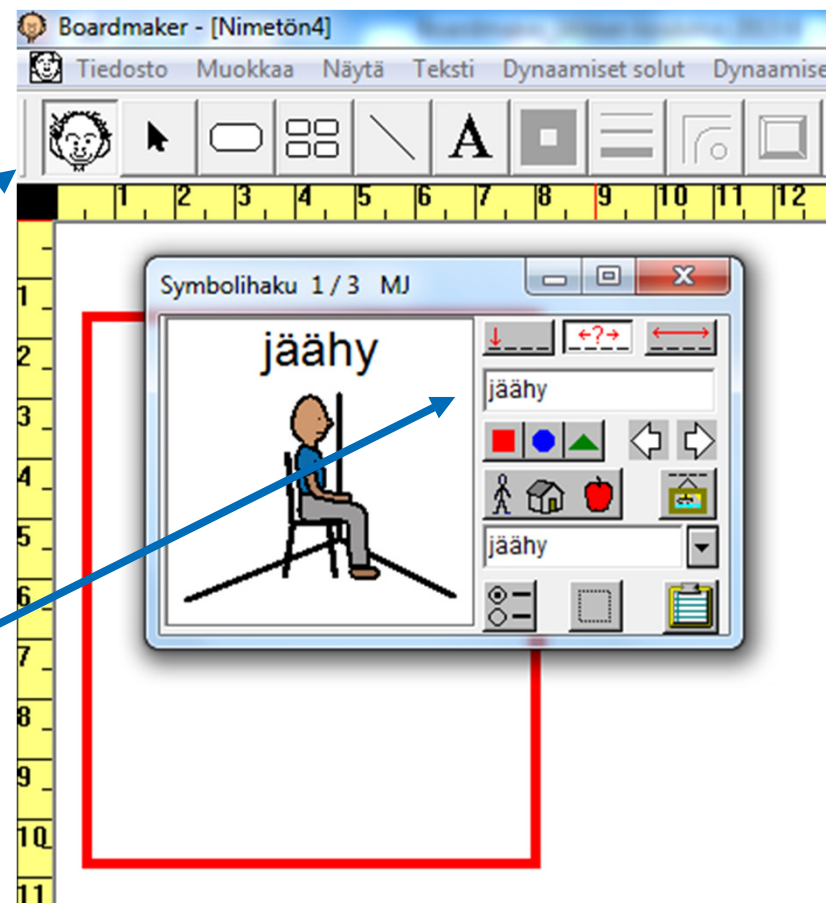 Boardmaker - [Nimetön4]
Tiedosto Muokkaa Näytä Teksti Dynaamiset solut Dynaamise
A
1 2 3 4 5 6 7 8 9 10 11 12
Symbolihaku 1 / 3 MJ
jäähy
←?→
jäähy
jäähy
1
2
3
4
5
6
7
8
9
10
11